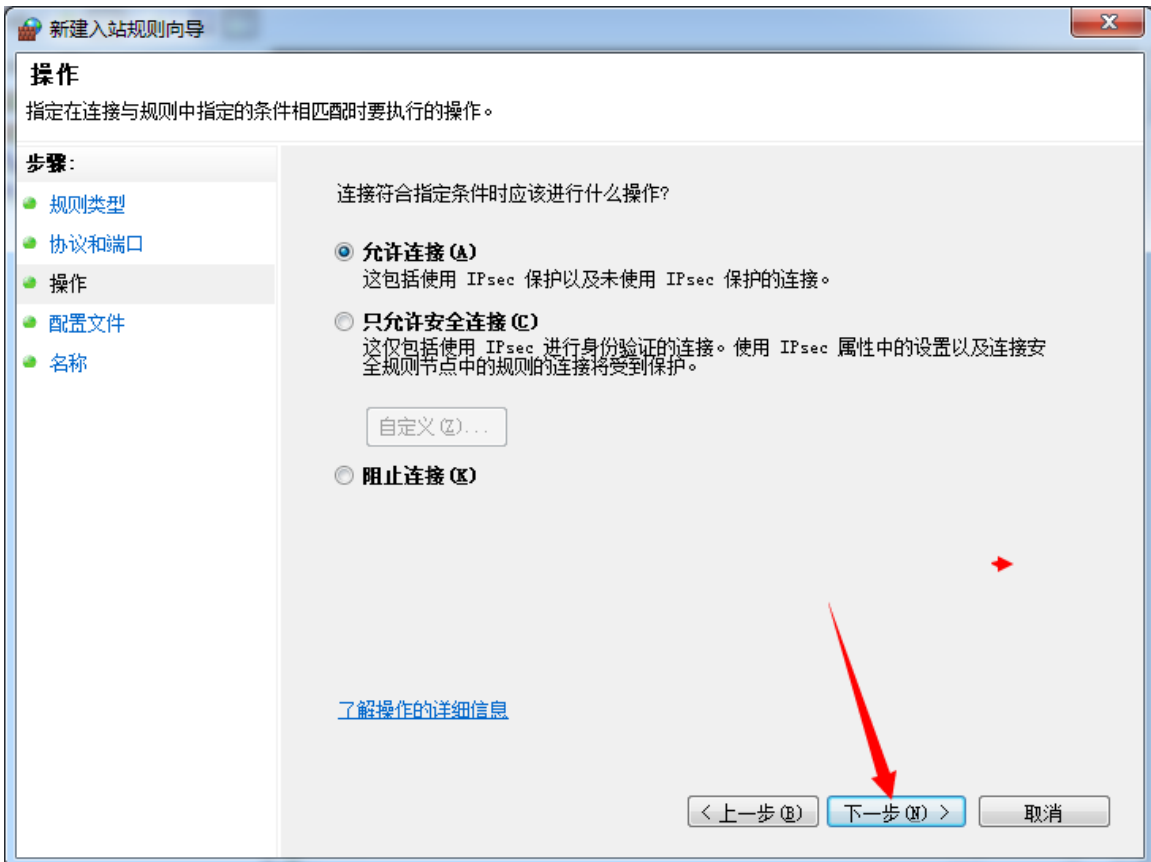 新建入站规则向导
操作
指定在连接与规则中指定的条件相匹配时要执行的操作。
步骤:
规则类型
协议和端口
操作
配置文件
名称
连接符合指定条件时应该进行什么操作?
允许连接(A)
这包括使用 IPsec 保护以及未使用 IPsec 保护的连接。
只允许安全连接(C)
这仅包括使用 IPsec 进行身份验证的连接。使用 IPsec 属性中的设置以及连接安
全规则节点中的规则的连接将受到保护。
自定义(Z)...
阻止连接(K)
了解操作的详细信息
< 上一步(B)
下一步(N) >
取消